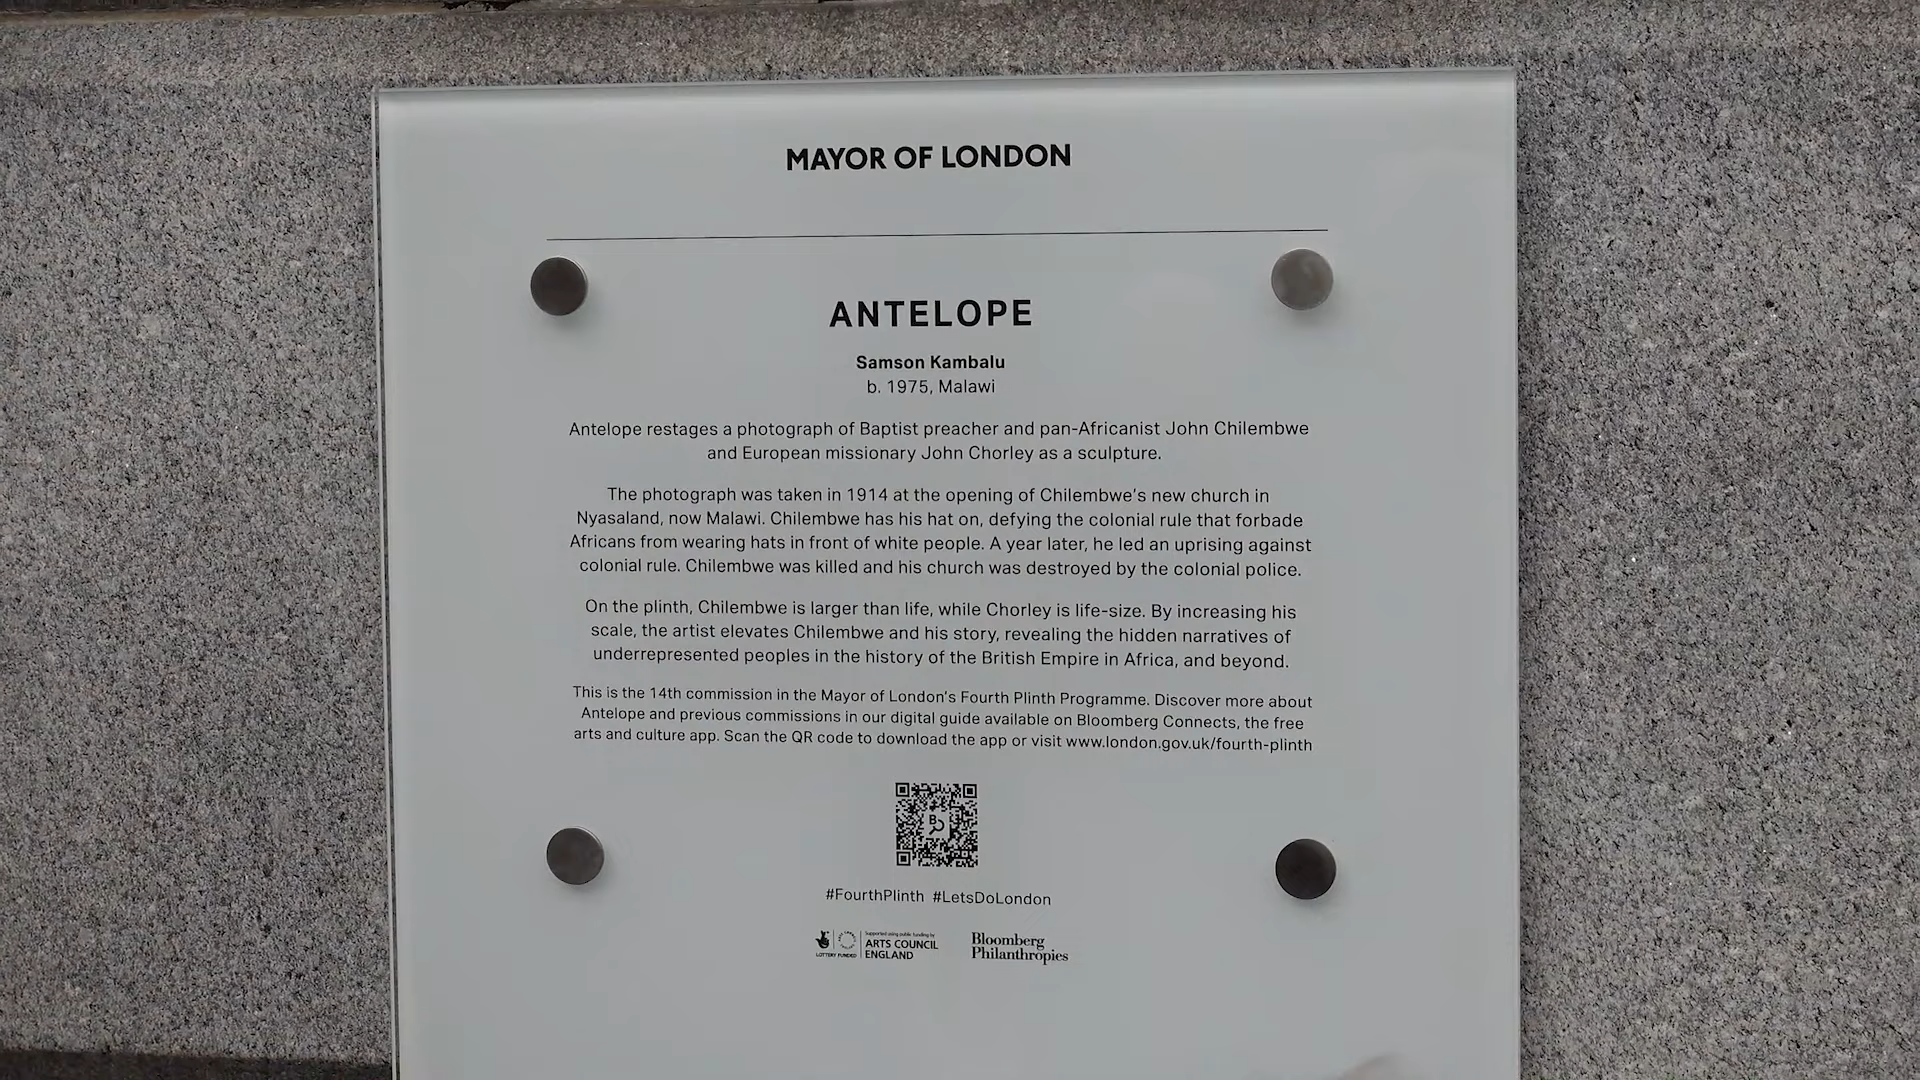 MAYOR OF LONDON
ANTELOPE
Samson Kambalu
b. 1975, Malawi
Antelope restages a photograph of Baptist preacher and pan-Africanist John Chilembwe
and European missionary John Chorley as a sculpture.
The photograph was taken in 1914 at the opening of Chilembwe's new church in
Nyasaland, now Malawi. Chilembwe has his hat on, defying the colonial rule that forbade
Africans from wearing hats in front of white people. A year later, he led an uprising against
colonial rule. Chilembwe was killed and his church was destroyed by the colonial police.
On the plinth, Chilembwe is larger than life, while Chorley is life-size. By increasing his
scale, the artist elevates Chilembwe and his story, revealing the hidden narratives of
underrepresented peoples in the history of the British Empire in Africa, and beyond.
This is the 14th commission in the Mayor of London's Fourth Plinth Programme. Discover more about
Antelope and previous commissions in our digital guide available on Bloomberg Connects, the free
arts and culture app. Scan the QR code to download the app or visit www.london.gov.uk/fourth-plinth
#FourthPlinth #LetsDoLondon
Supported using public funding by
ARTS COUNCIL
ENGLAND
LOTTERY FUNDED
Bloomberg
Philanthropies